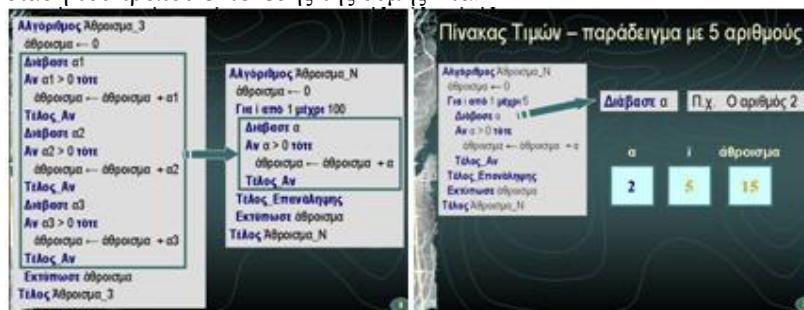 Αλγόριθμος Άθροισμα_3
άθροισμα ← 0
Διάβασε α1
Αν α1 > 0 τότε
άθροισμα ← άθροισμα + α1
Τέλος_Αν
Διάβασε α2
Αν α2 > 0 τότε
άθροισμα ← άθροισμα + α2
Τέλος_Αν
Διάβασε α3
Αν α3 > 0 τότε
άθροισμα ← άθροισμα + α3
Τέλος_Αν
Εκτύπωσε άθροισμα
Τέλος Άθροισμα_3
Αλγόριθμος Άθροισμα_Ν
άθροισμα ← 0
Για i από 1 μέχρι 100
Διάβασε α
Αν α > 0 τότε
άθροισμα ← άθροισμα + α
Τέλος_Αν
Τέλος_Επανάληψης
Εκτύπωσε άθροισμα
Τέλος Άθροισμα_Ν
Πίνακας Τιμών – παράδειγμα με 5 αριθμούς
Αλγόριθμος Άθροισμα_Ν
άθροισμα ← 0
Για i από 1 μέχρι 5
Διάβασε α
Αν α > 0 τότε
άθροισμα ← άθροισμα + α
Τέλος_Αν
Τέλος_Επανάληψης
Εκτύπωσε άθροισμα
Τέλος Άθροισμα_Ν
Διάβασε α
Π.χ. Ο αριθμός 2
α i άθροισμα
2 5 15